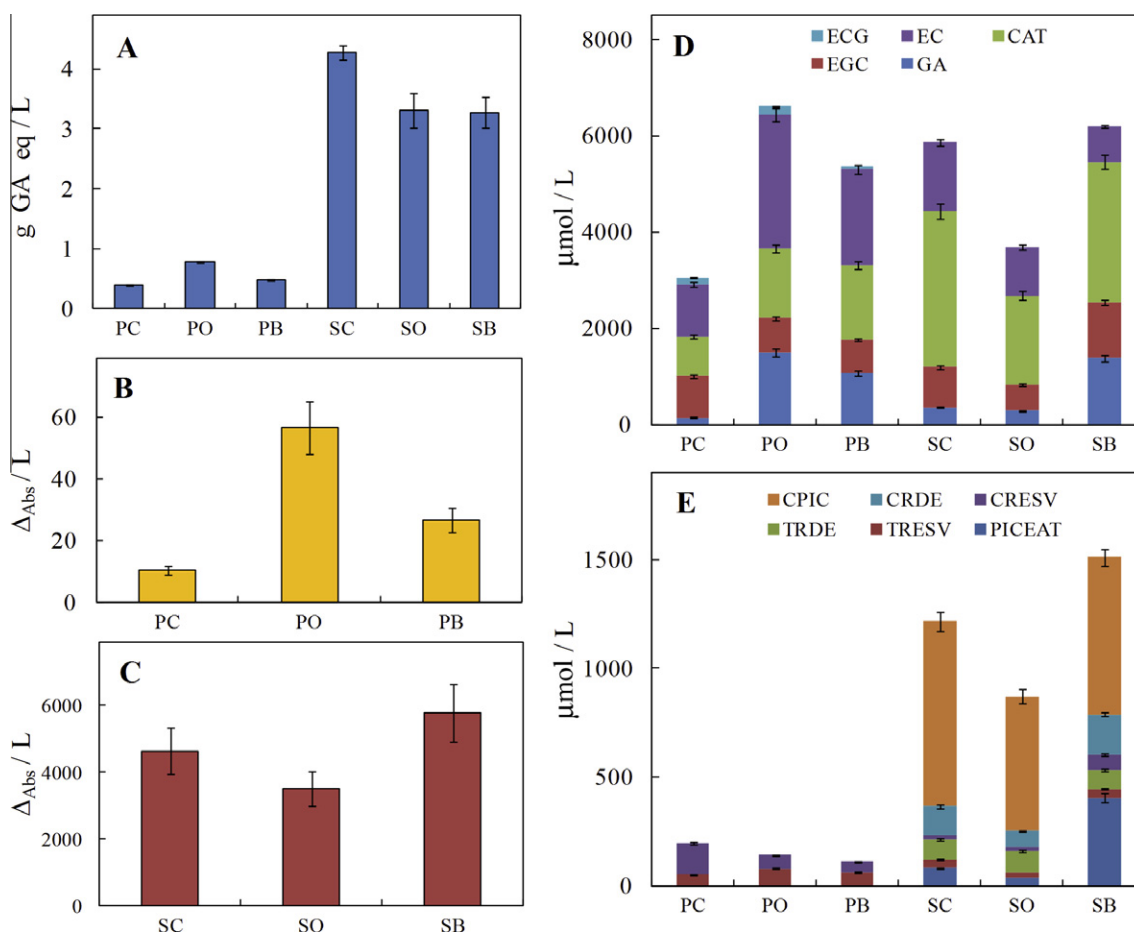 A
g GA eq / L
4
3
2
1
0
PC PO PB SC SO SB
B
Δ Abs / L
60
40
20
0
PC PO PB
C
Δ Abs / L
6000
4000
2000
0
SC SO SB
D
ECG EC CAT
EGC GA
μmol / L
8000
6000
4000
2000
0
PC PO PB SC SO SB
E
CPIC CRDE CRESV
TRDE TRESV PICEAT
μmol / L
1500
1000
500
0
PC PO PB SC SO SB